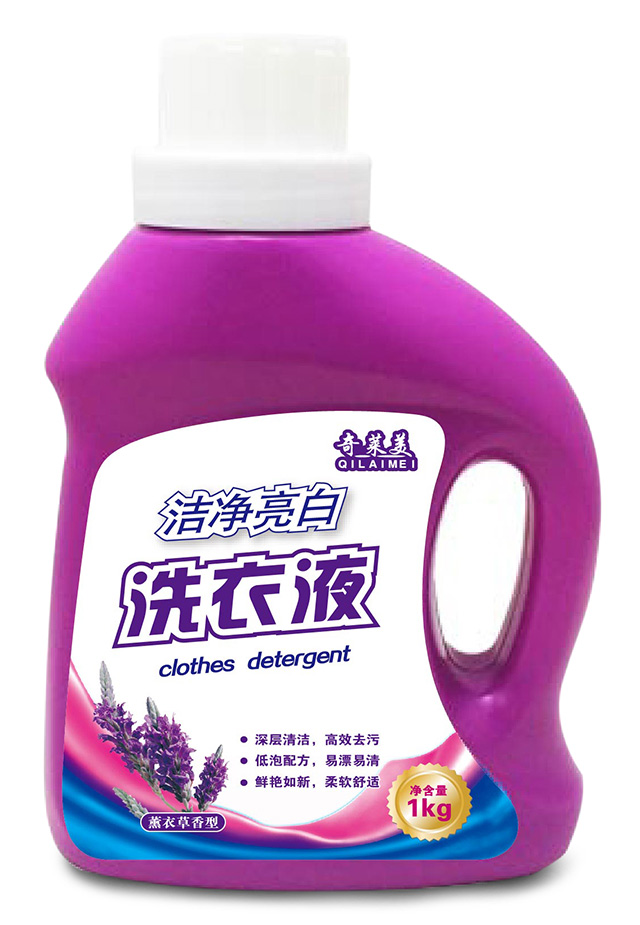 奇莱美
QILAIMEI
洁净亮白
洗衣液
clothes detergent
• 深层清洁，高效去污
• 低泡配方，易漂易清
• 鲜艳如新，柔软舒适
薰衣草香型
净含量
1kg